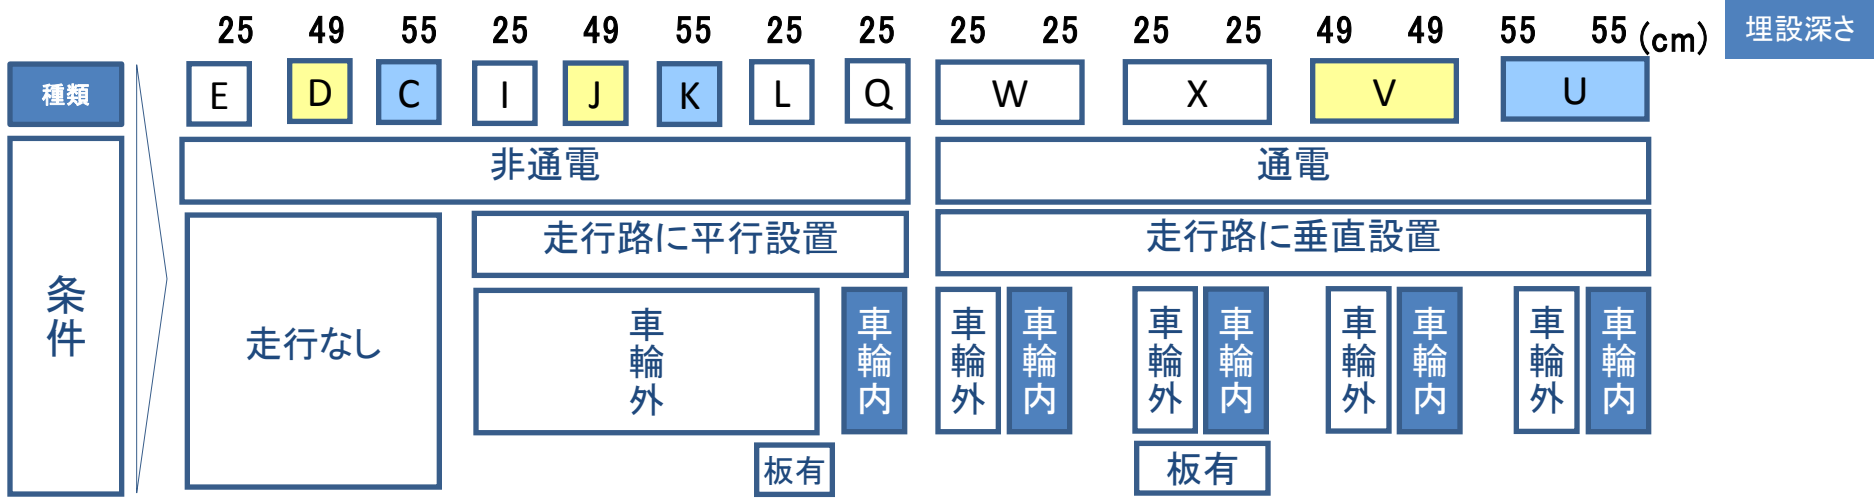 25 49 55 25 49 55 25 25 25 25 25 25 49 49 55 55 (cm) 埋設深さ
種類 E D C I J K L Q W X V U
非通電 通電
条件 走行なし 走行路に平行設置 走行路に垂直設置
車輪外 車輪内 車輪外 車輪内 車輪外 車輪内 車輪外 車輪内 車輪外 車輪内
板有 板有